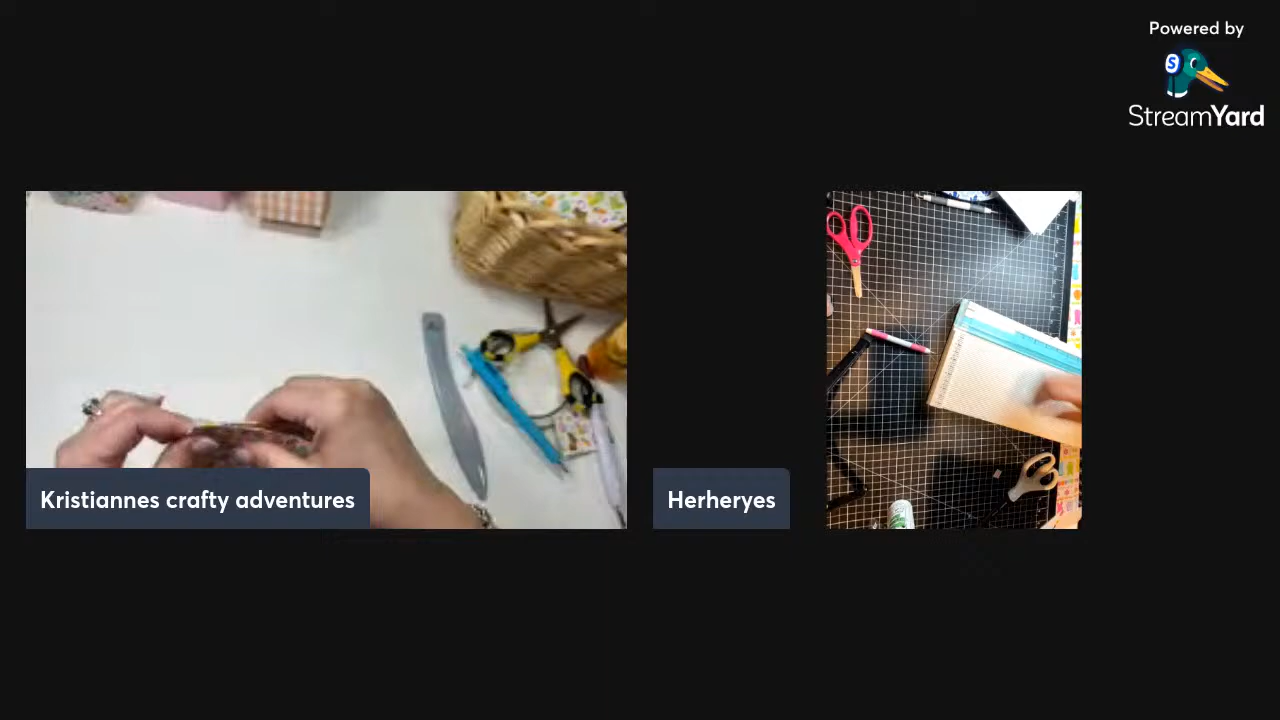 Powered by
S
StreamYard
Kristiannes crafty adventures
Herheryes